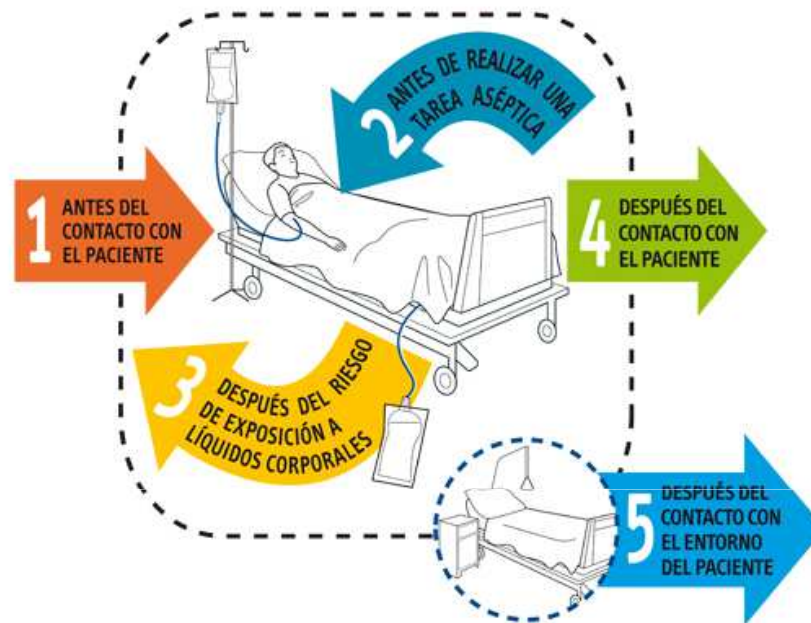 1
ANTES DEL
CONTACTO CON
EL PACIENTE
2
ANTES DE REALIZAR UNA
TAREA ASÉPTICA
3
DESPUÉS DEL RIESGO
DE EXPOSICIÓN A
LÍQUIDOS CORPORALES
4
DESPUÉS DEL
CONTACTO CON
EL PACIENTE
5
DESPUÉS DEL
CONTACTO CON
EL ENTORNO
DEL PACIENTE